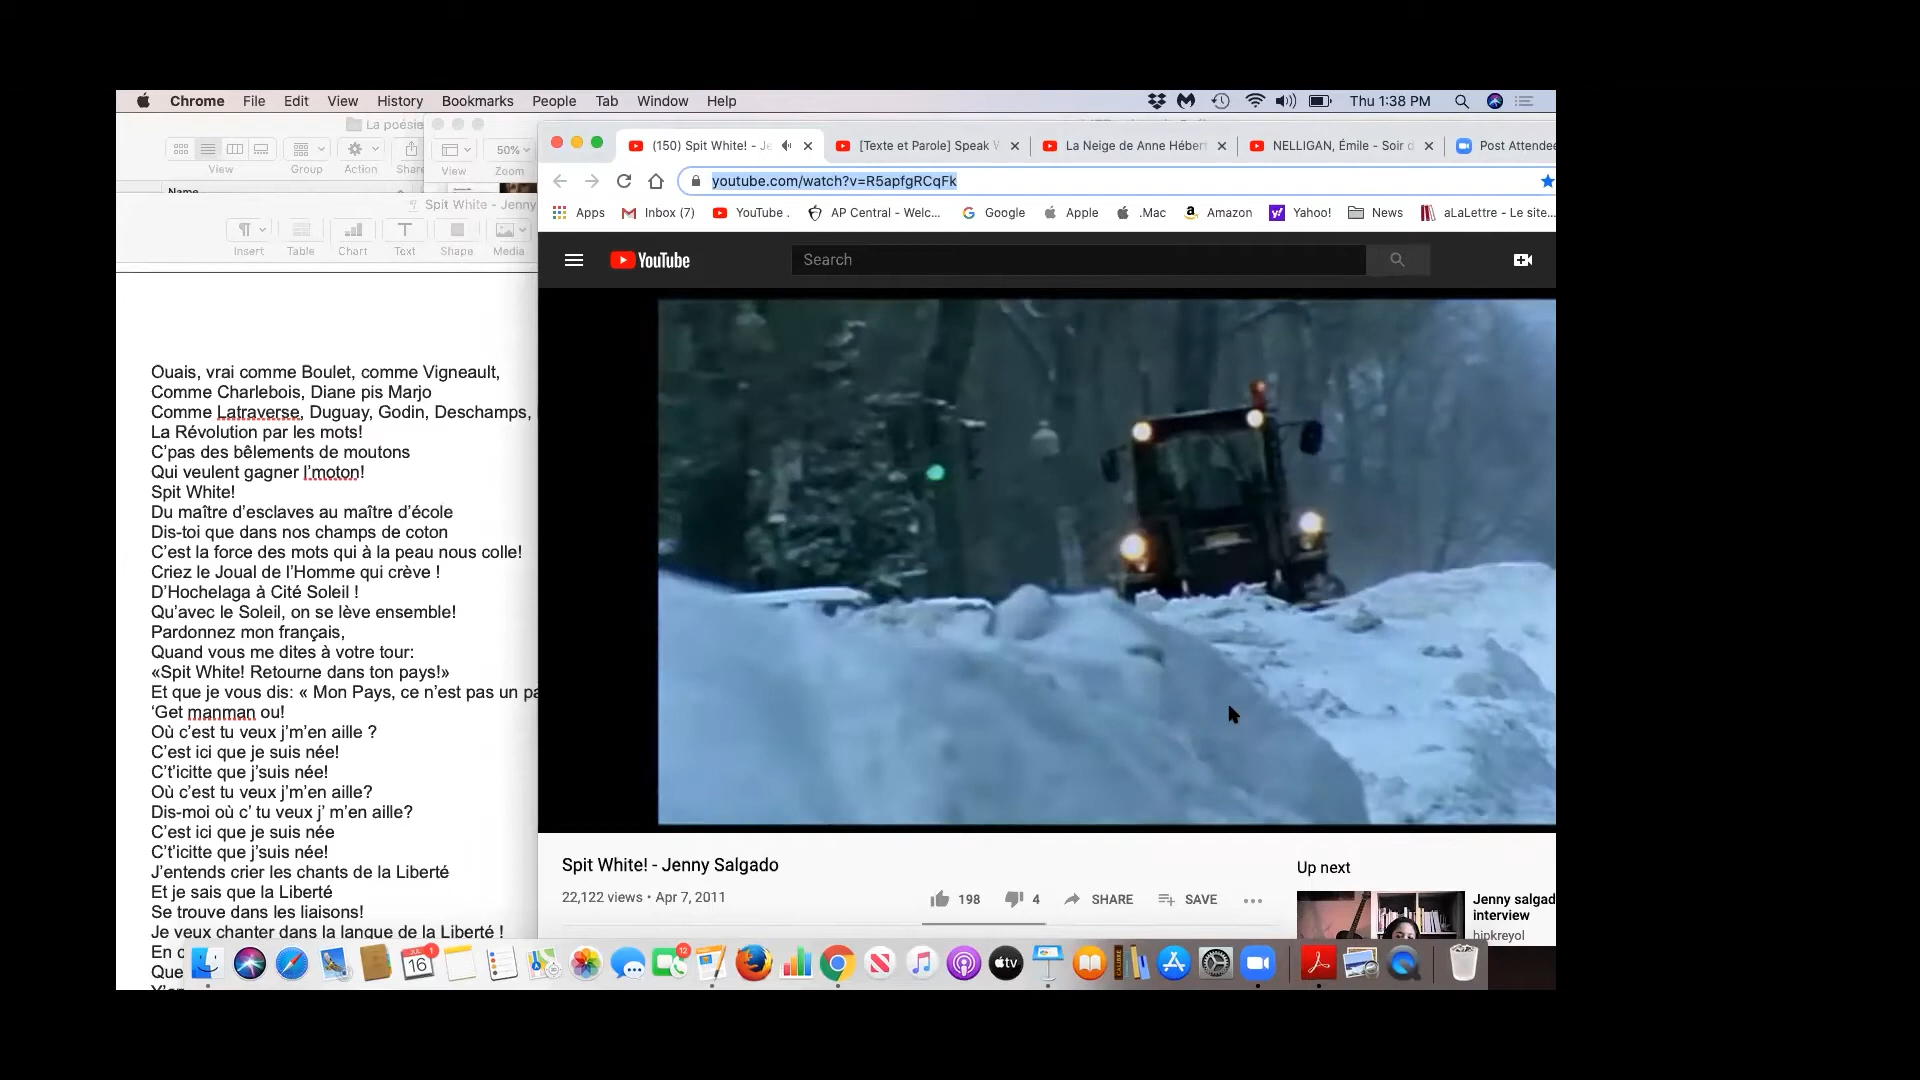 Chrome File Edit View History Bookmarks People Tab Window Help Thu 1:38 PM
La poésie
50%
View Group Action Share View Zoom
Name
Spit White - Jenny
Insert Table Chart Text Shape Media
(150) Spit White! - Je
[Texte et Parole] Speak W
La Neige de Anne Hébert
NELLIGAN, Émile - Soir d
Post Attendee
youtube.com/watch?v=R5apfgRCqFk
Apps Inbox (7) YouTube . AP Central - Welc... Google Apple .Mac Amazon Yahoo! News aLaLettre - Le site...
YouTube
Search
Ouais, vrai comme Boulet, comme Vigneault,
Comme Charlebois, Diane pis Marjo
Comme Latraverse, Duguay, Godin, Deschamps,
La Révolution par les mots!
C’pas des bêlements de moutons
Qui veulent gagner l’moton!
Spit White!
Du maître d’esclaves au maître d’école
Dis-toi que dans nos champs de coton
C’est la force des mots qui à la peau nous colle!
Criez le Joual de l’Homme qui crève !
D’Hochelaga à Cité Soleil !
Qu’avec le Soleil, on se lève ensemble!
Pardonnez mon français,
Quand vous me dites à votre tour:
«Spit White! Retourne dans ton pays!»
Et que je vous dis: « Mon Pays, ce n’est pas un pa
‘Get manman ou!
Où c’est tu veux j’m’en aille ?
C’est ici que je suis née!
C’t’icitte que j’suis née!
Où c’est tu veux j’m’en aille?
Dis-moi où c’ tu veux j’ m’en aille?
C’est ici que je suis née
C’t’icitte que j’suis née!
J’entends crier les chants de la Liberté
Et je sais que la Liberté
Se trouve dans les liaisons!
Je veux chanter dans la langue de la Liberté !
En c
Que
Spit White! - Jenny Salgado
22,122 views • Apr 7, 2011
198 4 SHARE SAVE
Up next
Jenny salgad
interview
hipkreyol
JUL 1
16
12
tv